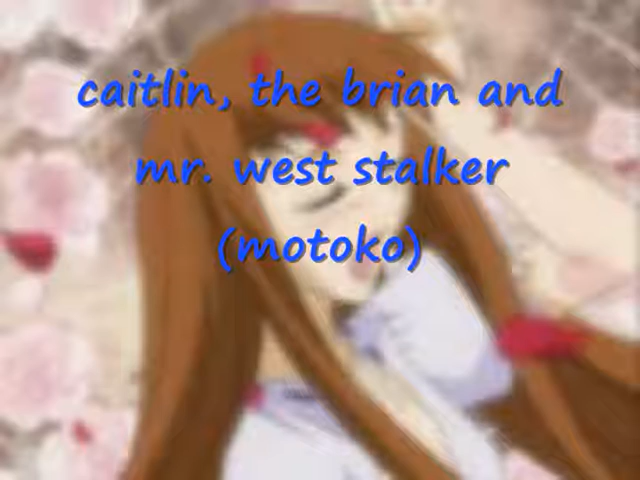 caitlin, the brian and
mr. west stalker
(motoko)